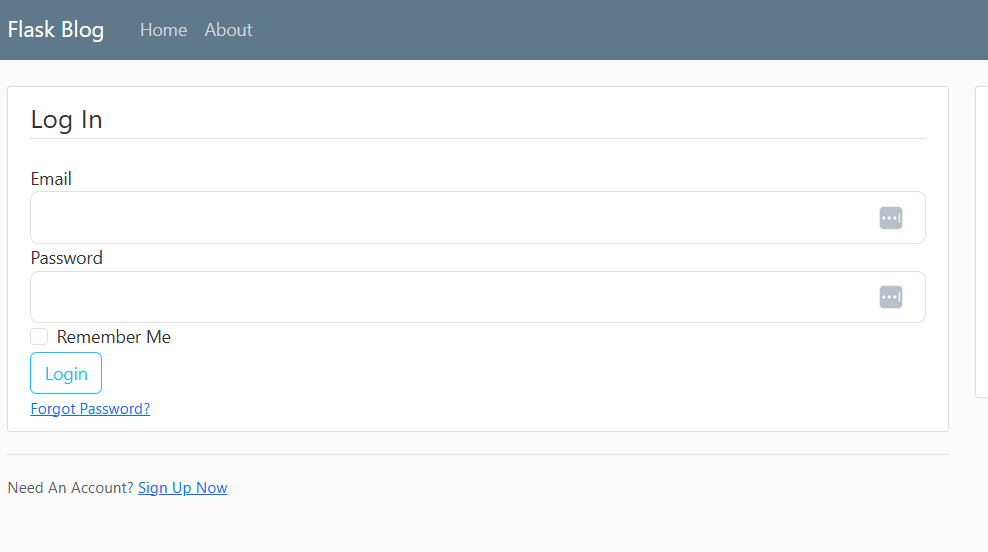 Flask Blog Home About
Log In
Email
Password
Remember Me
Login
Forgot Password?
Need An Account? Sign Up Now